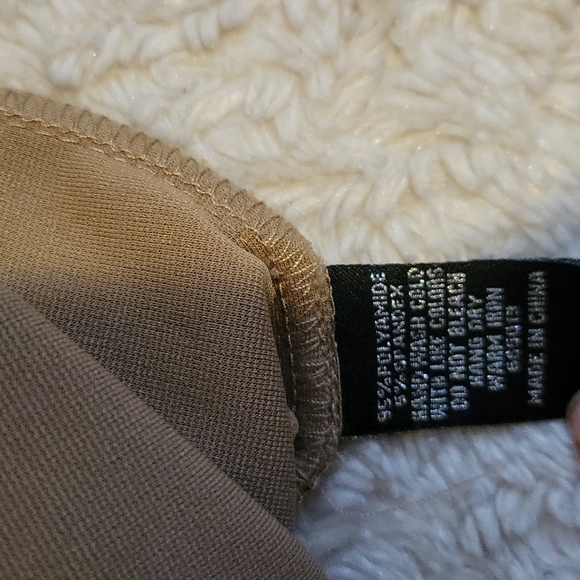 95%POLYAMIDE
5%SPANDEX
HAND WASH COLD
WITH LIKE COLORS
DO NOT BLEACH
HANG DRY
WARM IRON
MADE IN CHINA